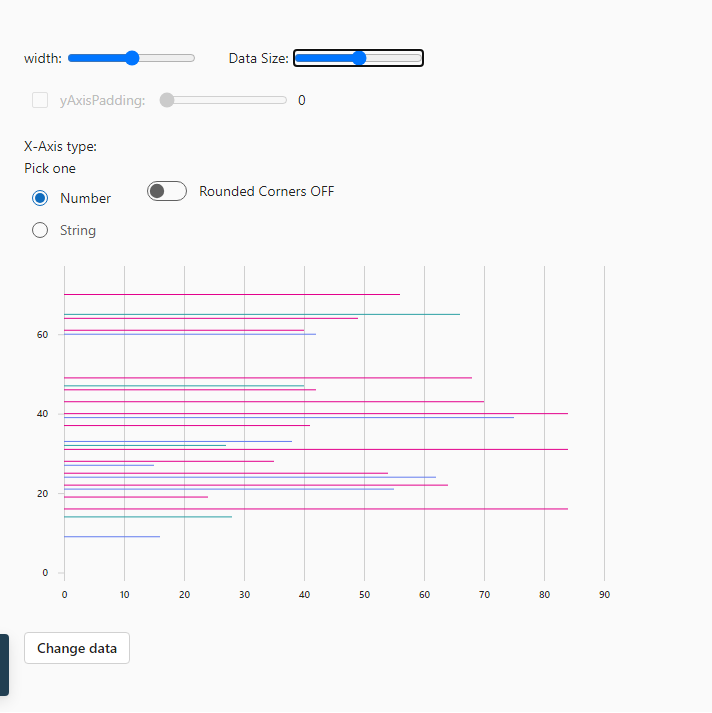 width: Data Size:
yAxisPadding: 0
X-Axis type:
Pick one
Number
Rounded Corners OFF
String
60
40
20
0
0 10 20 30 40 50 60 70 80 90
Change data